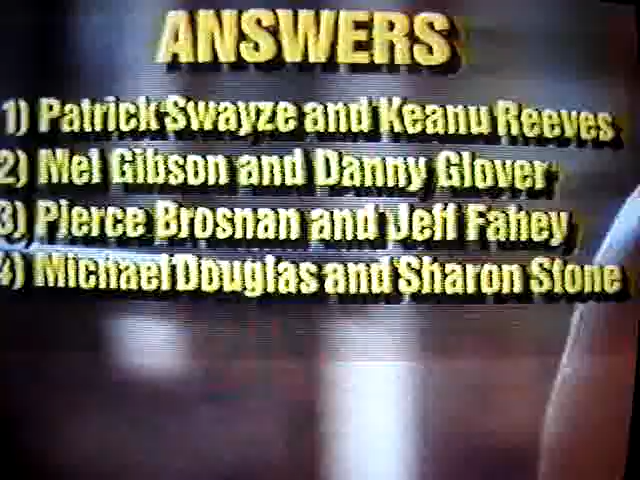 ANSWERS
1) Patrick Swayze and Keanu Reeves
2) Mel Gibson and Danny Glover
3) Pierce Brosnan and Jeff Fahey
4) Michael Douglas and Sharon Stone